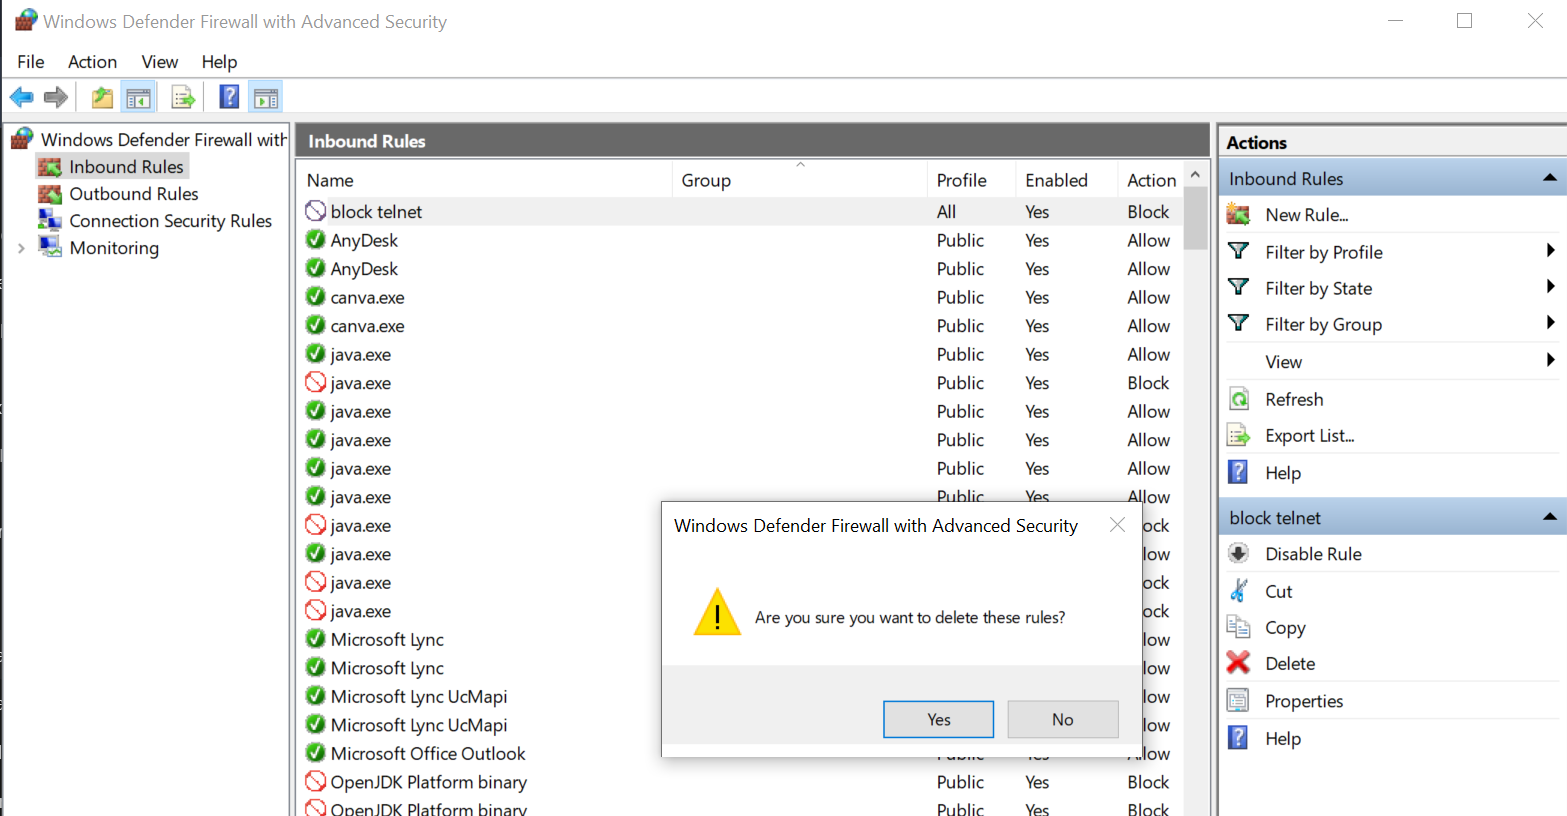 Windows Defender Firewall with Advanced Security
File Action View Help
Windows Defender Firewall with
Inbound Rules
Outbound Rules
Connection Security Rules
Monitoring
Inbound Rules
Name Group Profile Enabled Action
block telnet All Yes Block
AnyDesk Public Yes Allow
AnyDesk Public Yes Allow
canva.exe Public Yes Allow
canva.exe Public Yes Allow
java.exe Public Yes Allow
java.exe Public Yes Block
java.exe Public Yes Allow
java.exe Public Yes Allow
java.exe Public Yes Allow
java.exe Public Yes Allow
java.exe ock
java.exe low
java.exe ock
java.exe ock
Microsoft Lync low
Microsoft Lync low
Microsoft Lync UcMapi low
Microsoft Lync UcMapi low
Microsoft Office Outlook Public Yes Allow
OpenJDK Platform binary Public Yes Block
OpenJDK Platform binary Public Yes Block
Windows Defender Firewall with Advanced Security
Are you sure you want to delete these rules?
Yes No
Actions
Inbound Rules
New Rule...
Filter by Profile
Filter by State
Filter by Group
View
Refresh
Export List...
Help
block telnet
Disable Rule
Cut
Copy
Delete
Properties
Help